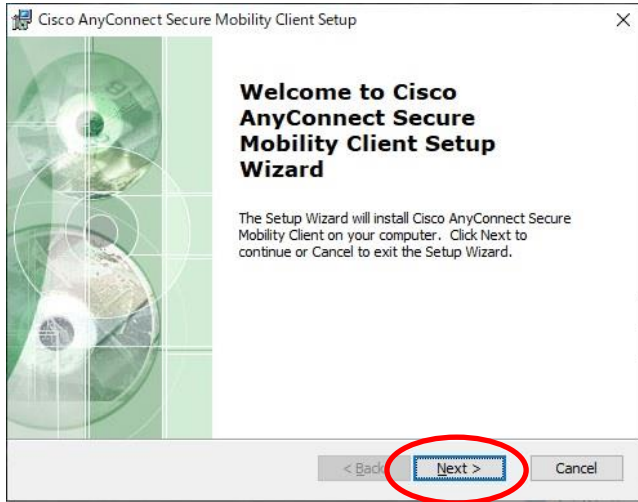 Cisco AnyConnect Secure Mobility Client Setup
Welcome to Cisco
AnyConnect Secure
Mobility Client Setup
Wizard
The Setup Wizard will install Cisco AnyConnect Secure
Mobility Client on your computer. Click Next to
continue or Cancel to exit the Setup Wizard.
< Back Next > Cancel